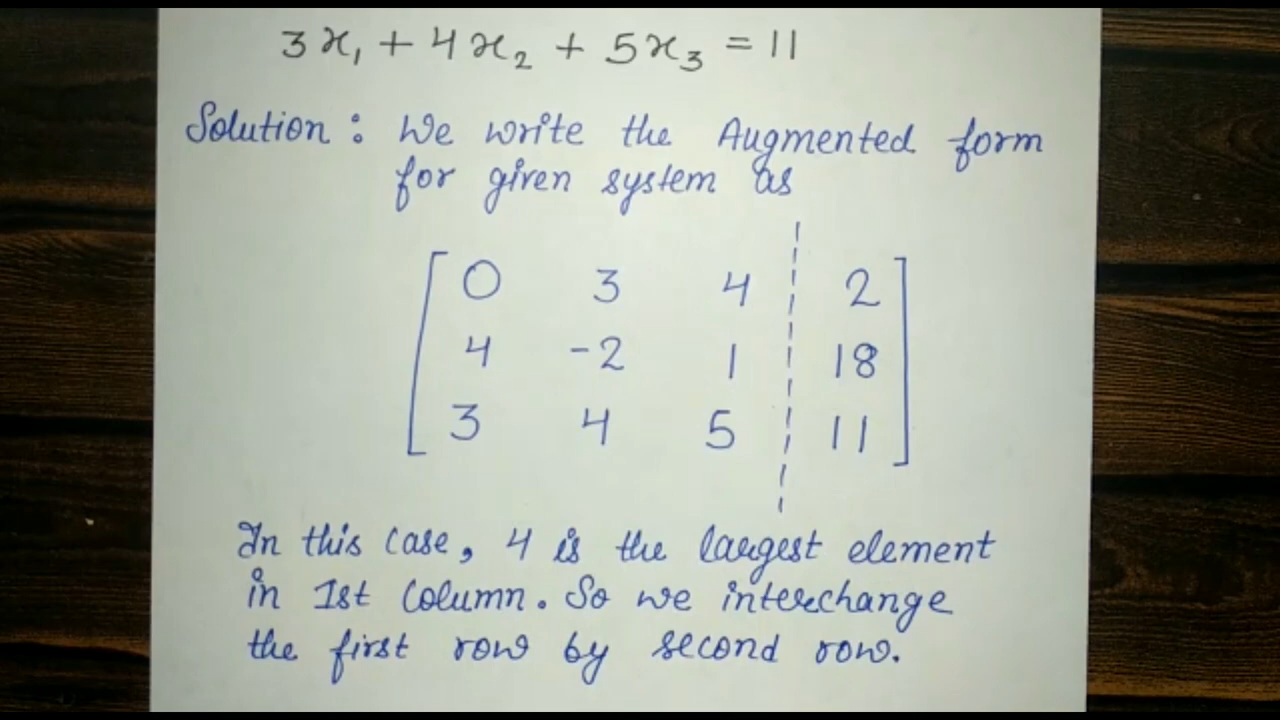 3x₁ + 4x₂ + 5x₃ = 11
Solution : We write the Augmented form
for given system as
0 3 4 2
4 -2 1 18
3 4 5 11
In this case, 4 is the largest element
in Ist column. So we interchange
the first row by second row.